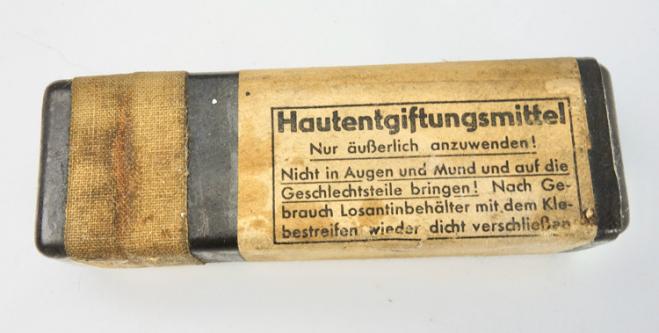 Hautentgiftungsmittel
Nur äußerlich anzuwenden!
Nicht in Augen und Mund und auf die
Geschlechtsteile bringen! Nach Ge-
brauch Losantinbehälter mit dem Kle-
bestreifen wieder dicht verschließen